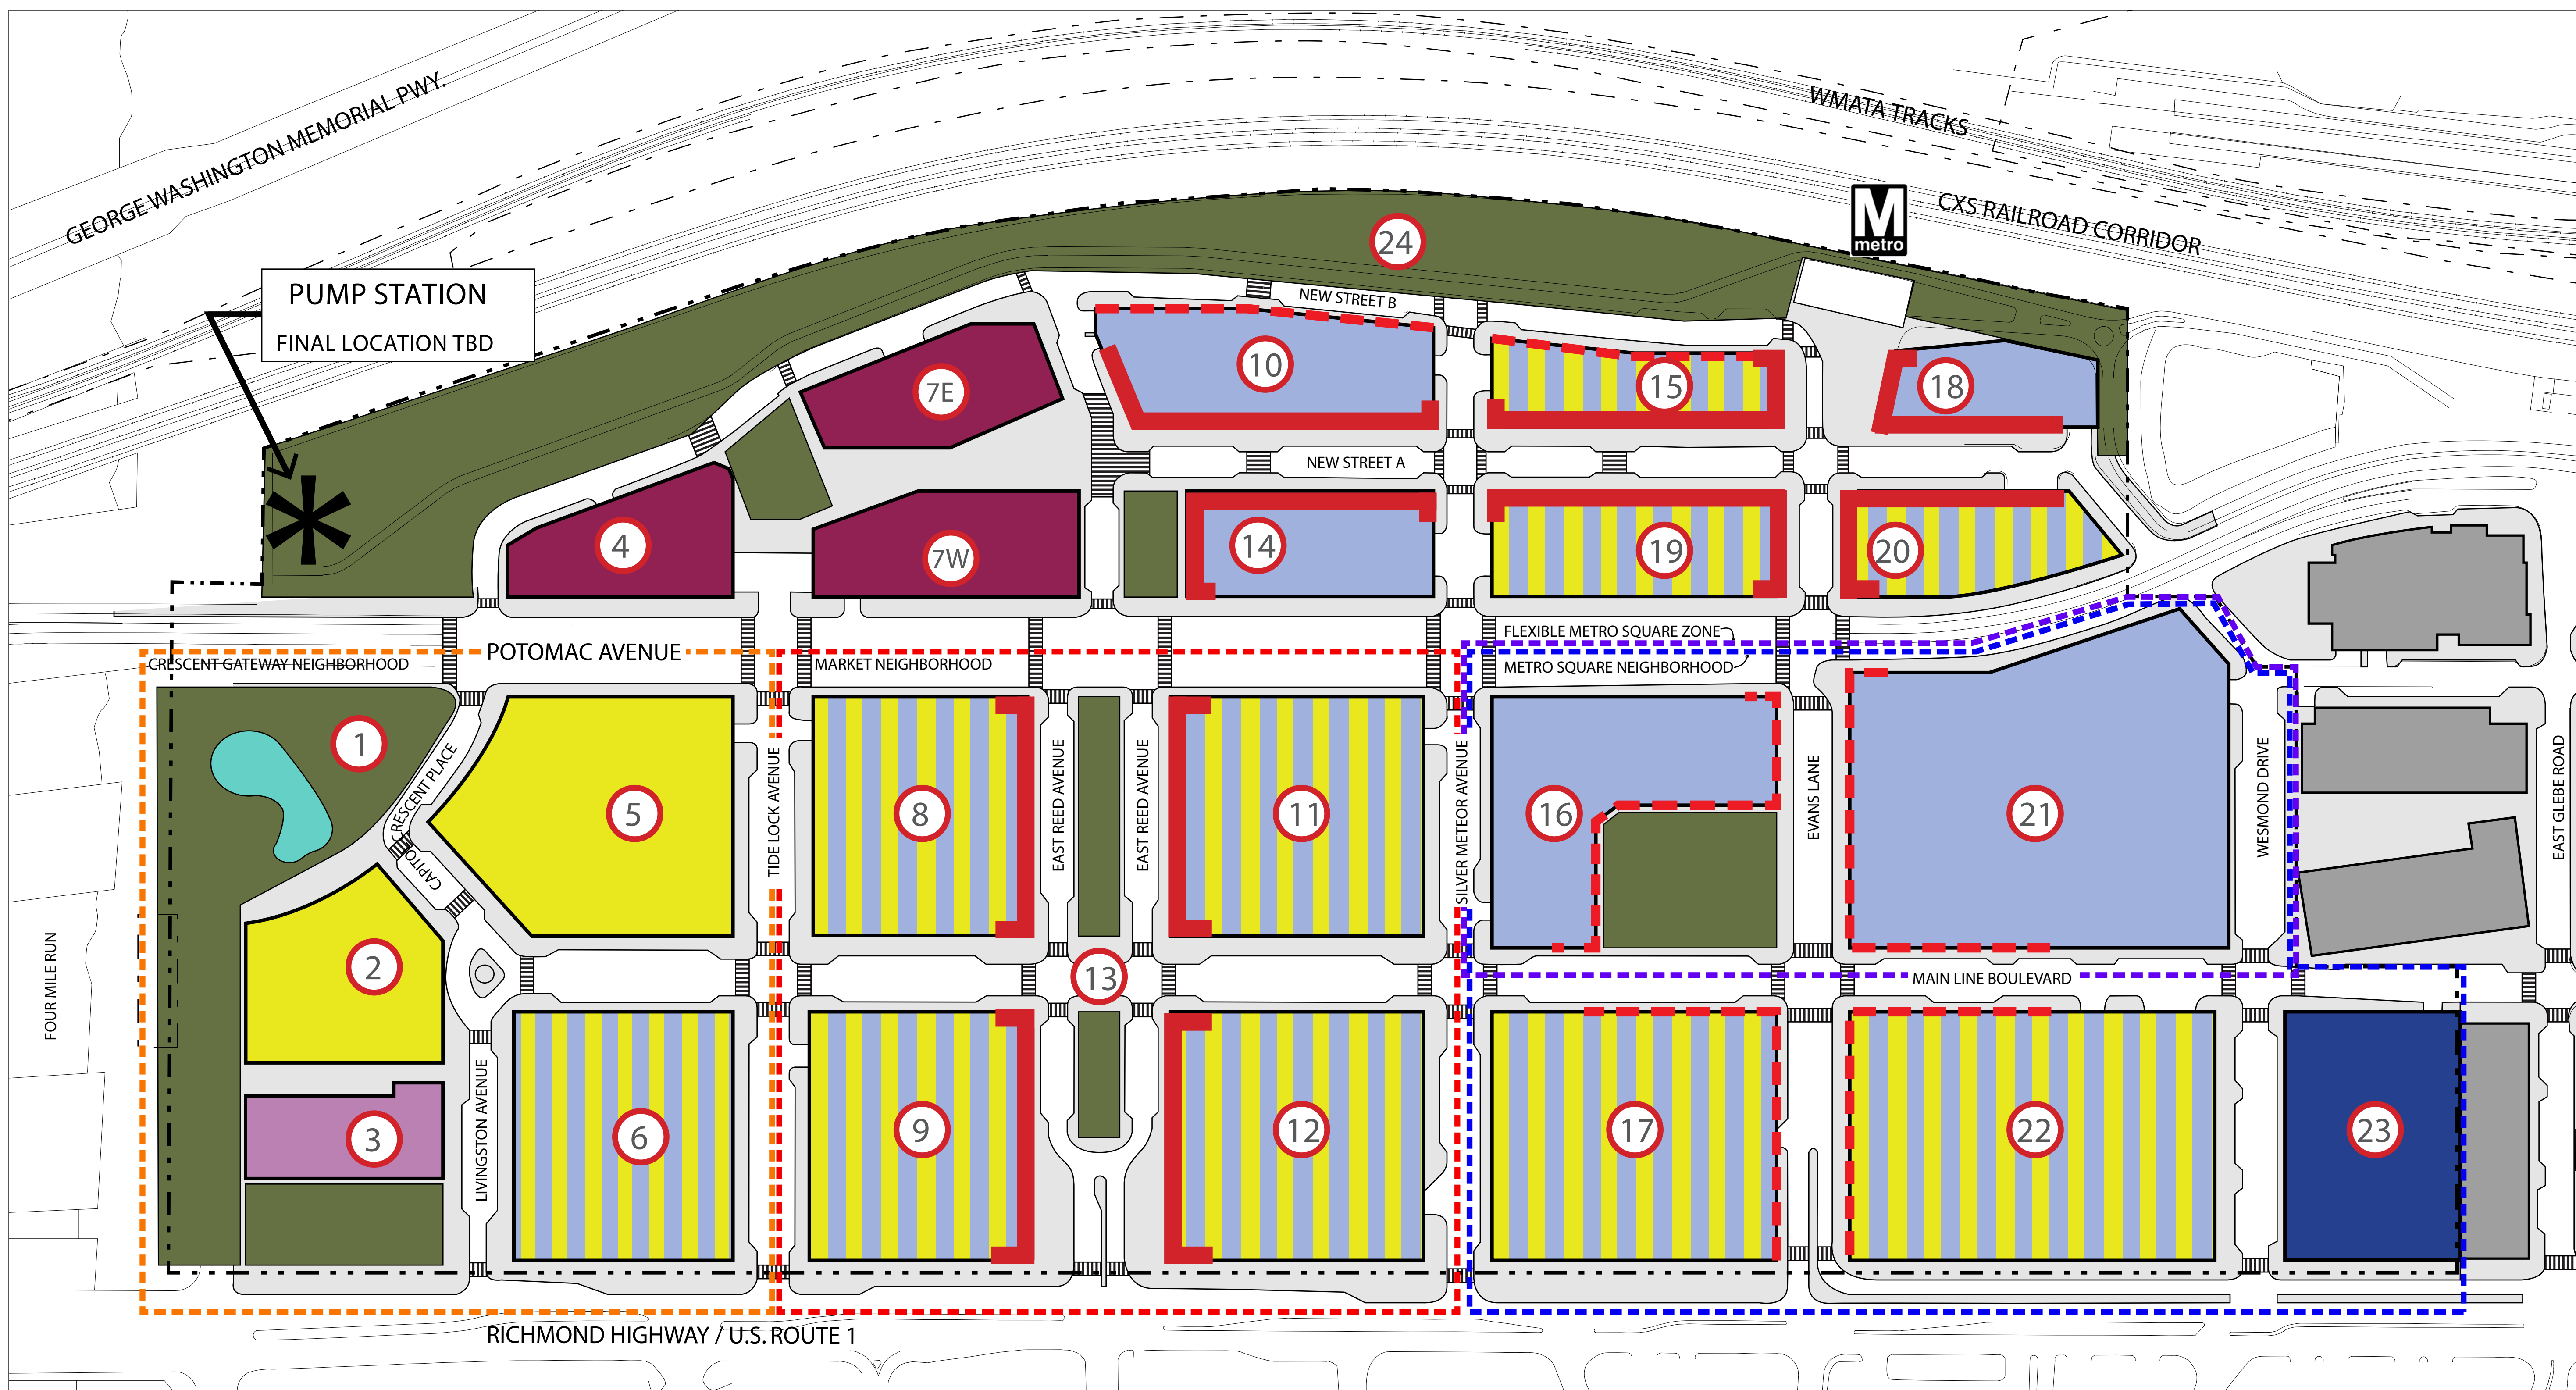 GEORGE WASHINGTON MEMORIAL PWY.
WMATA TRACKS
CXS RAILROAD CORRIDOR
M
metro
24
PUMP STATION
FINAL LOCATION TBD
NEW STREET B
7E
10
15
18
NEW STREET A
4
7W
14
19
20
FLEXIBLE METRO SQUARE ZONE
POTOMAC AVENUE
CRESCENT GATEWAY NEIGHBORHOOD
MARKET NEIGHBORHOOD
METRO SQUARE NEIGHBORHOOD
1
CRESCENT PLACE
CAPITOL
5
TIDE LOCK AVENUE
8
EAST REED AVENUE
EAST REED AVENUE
11
SILVER METEOR AVENUE
16
EVANS LANE
21
WESMOND DRIVE
EAST GLEBE ROAD
FOUR MILE RUN
2
13
MAIN LINE BOULEVARD
3
LIVINGSTON AVENUE
6
9
12
17
22
23
RICHMOND HIGHWAY / U.S. ROUTE 1